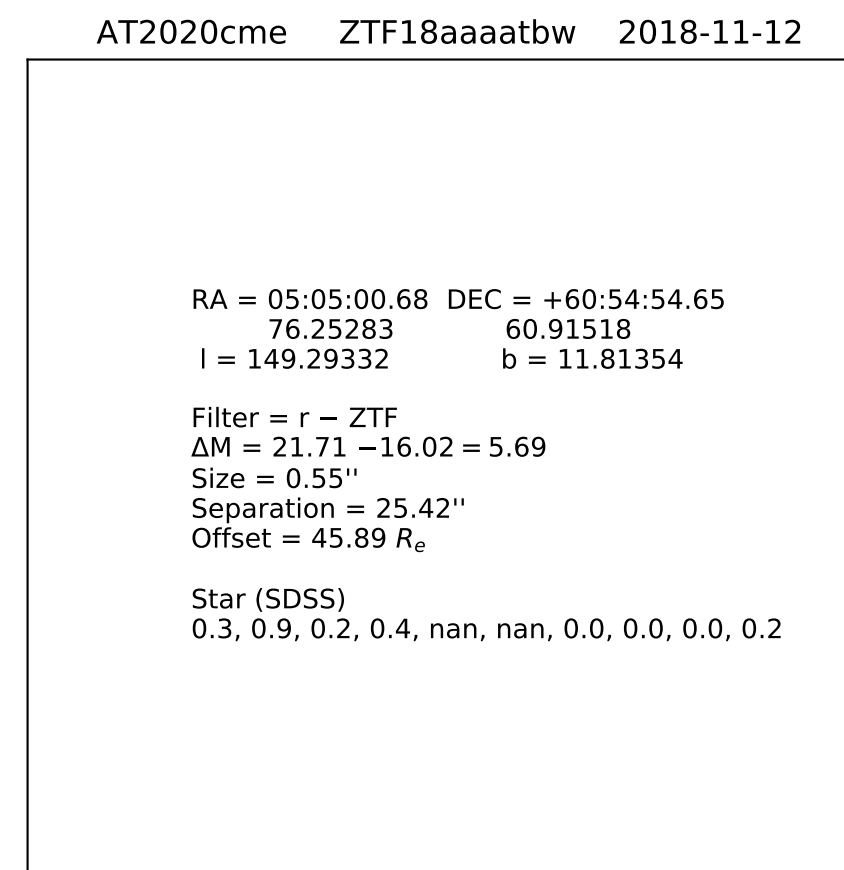 AT2020cme ZTF18aaaatbw 2018-11-12
RA = 05:05:00.68 DEC = +60:54:54.65
76.25283 60.91518
l = 149.29332 b = 11.81354
Filter = r − ZTF
ΔM = 21.71 −16.02 = 5.69
Size = 0.55''
Separation = 25.42''
Offset = 45.89 Re
Star (SDSS)
0.3, 0.9, 0.2, 0.4, nan, nan, 0.0, 0.0, 0.0, 0.2